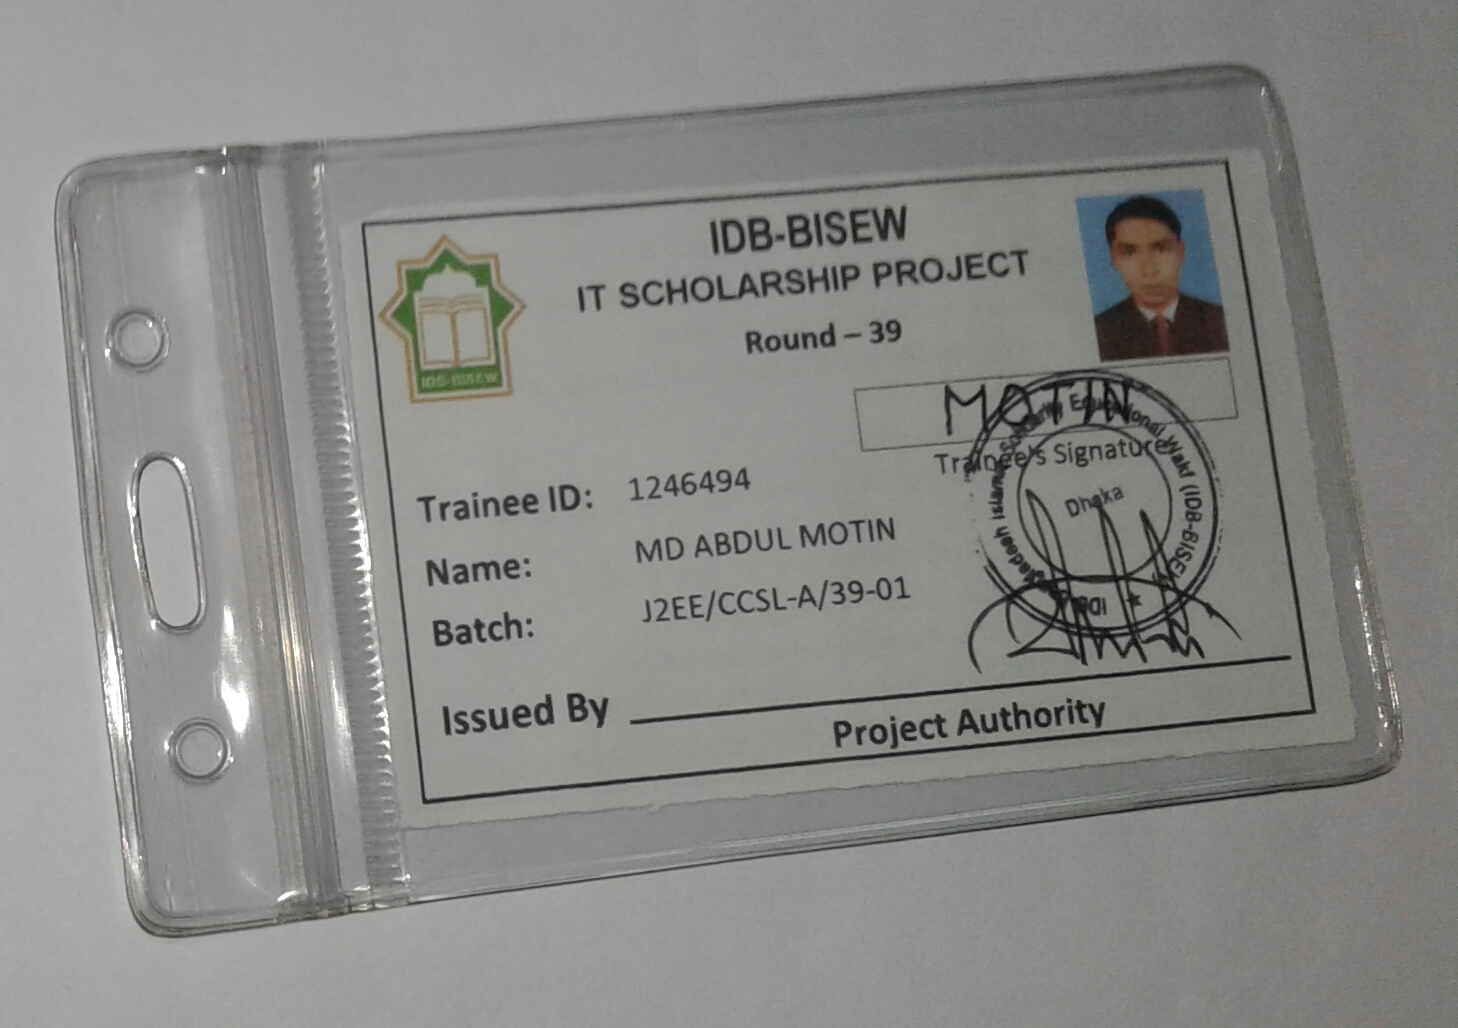 IDB-BISEW
IT SCHOLARSHIP PROJECT
Round – 39
IDB-BISEW
MOTIN
Trainee's Signature
Trainee ID: 1246494
Name: MD ABDUL MOTIN
Batch: J2EE/CCSL-A/39-01
Solidarity Educational Wakf (IDB-BISEW)
Dhaka
Issued By
Project Authority